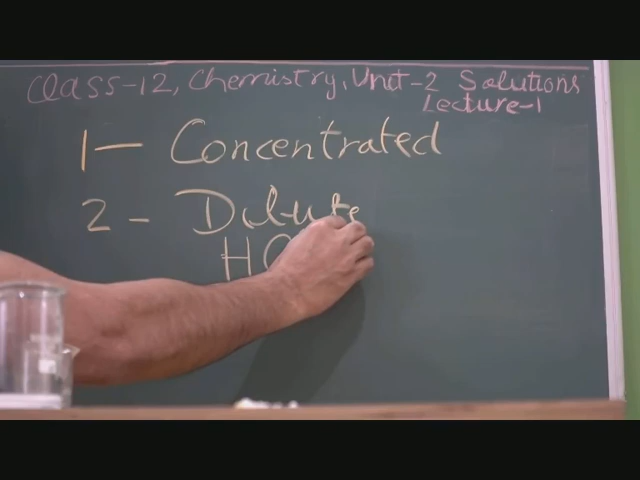 Class-12, Chemistry, Unit-2 Solutions
Lecture-1
1- Concentrated
2- Dilute